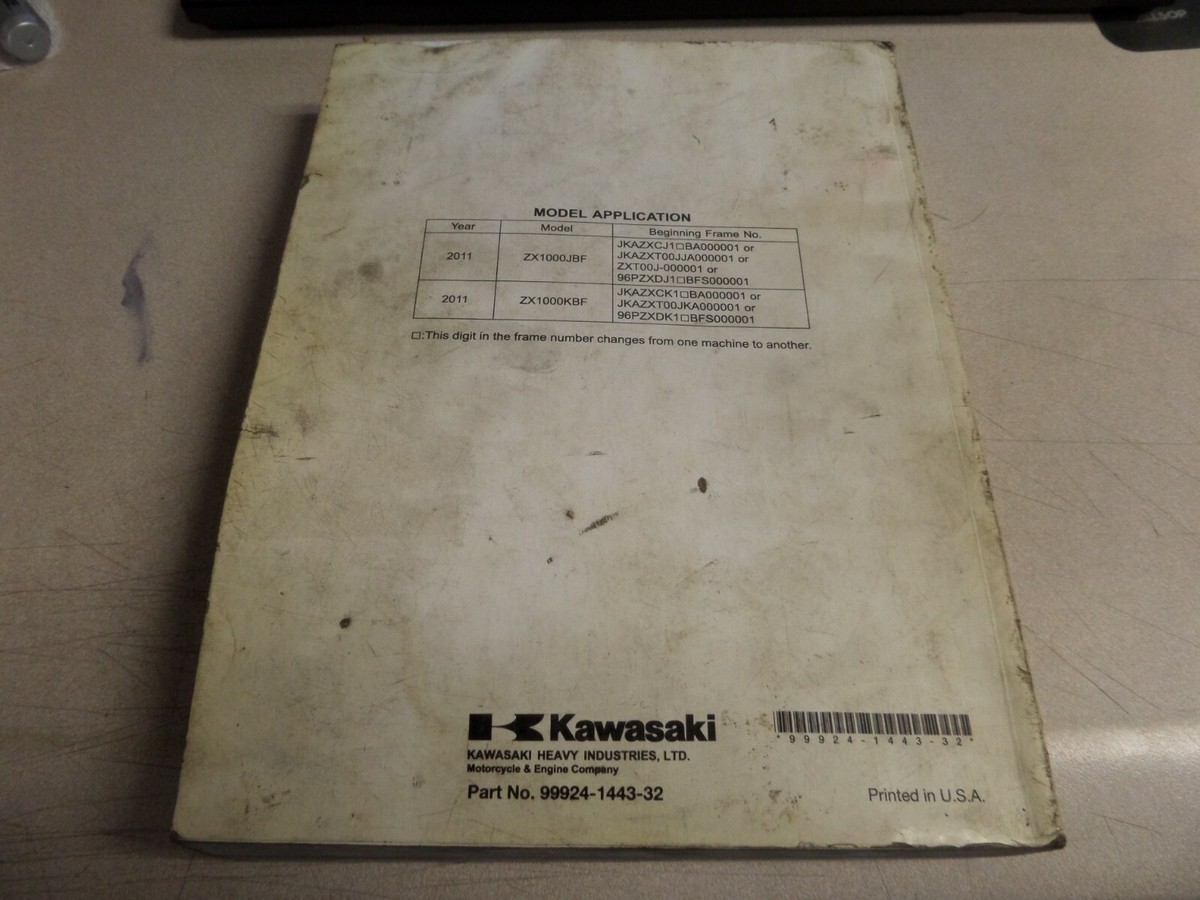 MODEL APPLICATION
Year Model Beginning Frame No.
2011 ZX1000JBF JKAZXCJ1□BA000001 or
JKAZXT00JJA000001 or
ZXT00J-000001 or
96PZXDJ1□BFS000001
2011 ZX1000KBF JKAZXCK1□BA000001 or
JKAZXT00JKA000001 or
96PZXDK1□BFS000001
□:This digit in the frame number changes from one machine to another.
Kawasaki
KAWASAKI HEAVY INDUSTRIES, LTD.
Motorcycle & Engine Company
Part No. 99924-1443-32
*99924-1443-32*
Printed in U.S.A.